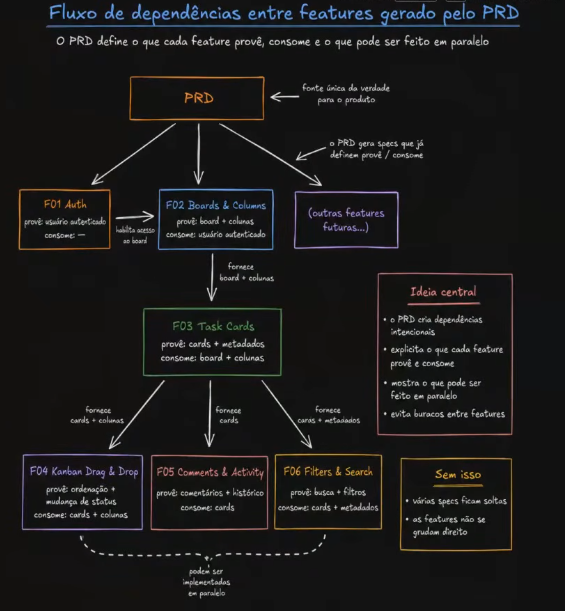 Fluxo de dependências entre features gerado pelo PRD
O PRD define o que cada feature provê, consome e o que pode ser feito em paralelo
PRD
fonte única da verdade
para o produto
o PRD gera specs que já
definem provê / consome
F01 Auth
provê: usuário autenticado
consome: —
habilita acesso
ao board
F02 Boards & Columns
provê: board + colunas
consome: usuário autenticado
(outras features
futuras...)
fornece
board + colunas
F03 Task Cards
provê: cards + metadados
consome: board + colunas
Ideia central
• o PRD cria dependências
intencionais
• explicita o que cada feature
provê e consome
• mostra o que pode ser
feito em paralelo
• evita buracos entre features
fornece
cards + colunas
fornece
cards
fornece
caras + metadados
F04 Kanban Drag & Drop
provê: ordenação +
mudança de status
consome: cards + colunas
F05 Comments & Activity
provê: comentários + histórico
consome: cards
F06 Filters & Search
provê: busca + filtros
consome: cards + metadados
Sem isso
• várias specs ficam soltas
• as features não se
grudam direito
podem ser
implementadas
em paralelo